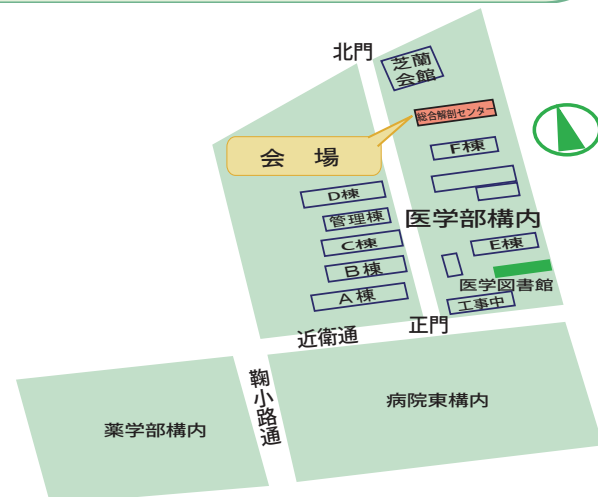 北門
芝蘭
会館
総合解剖センター
会　場
F棟
D棟
管理棟
医学部構内
C棟
E棟
B棟
医学図書館
A棟
工事中
近衛通
正門
鞠小路通
病院東構内
薬学部構内